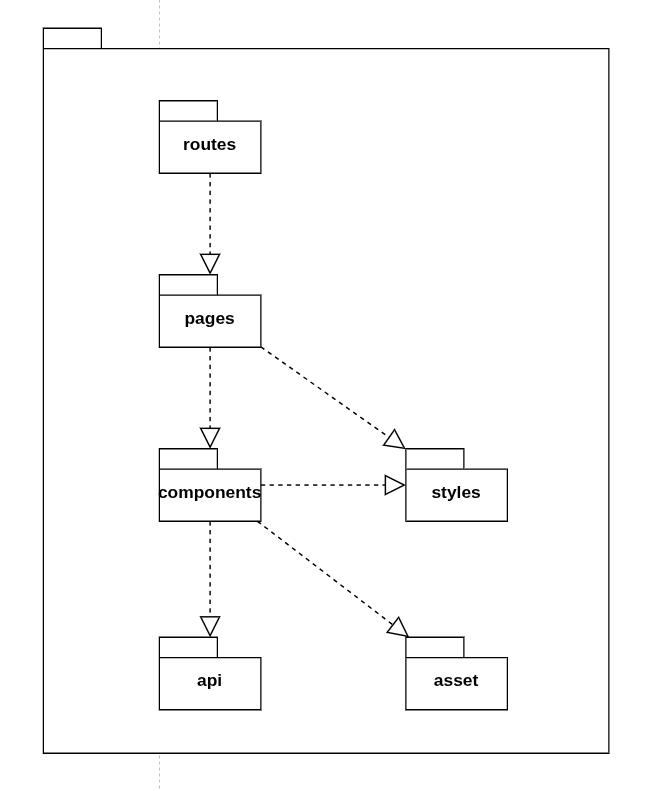 routes
pages
components
styles
api
asset